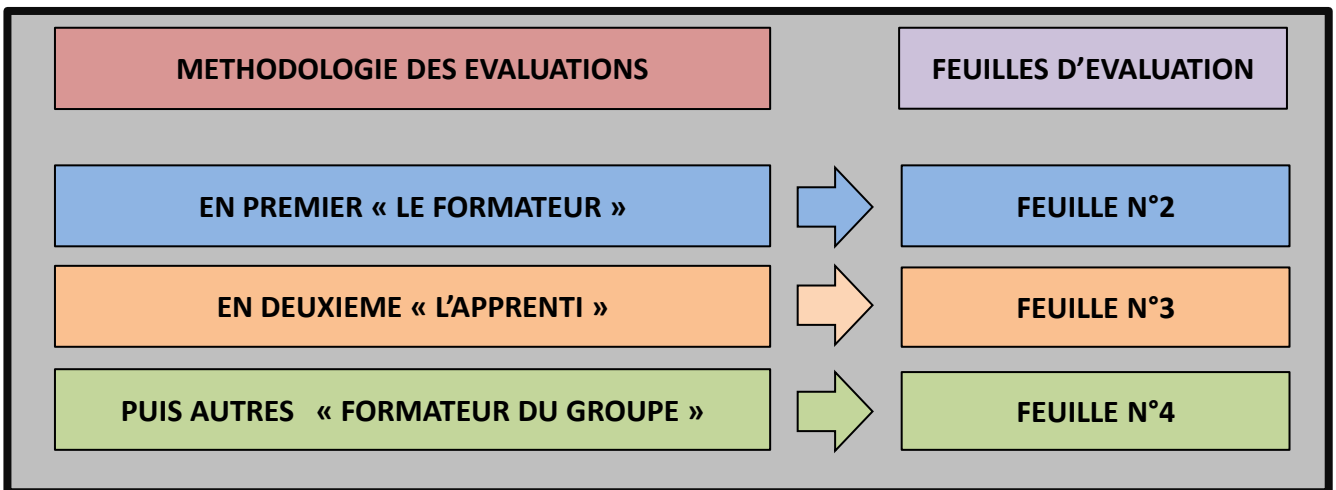 METHODOLOGIE DES EVALUATIONS
FEUILLES D’EVALUATION
EN PREMIER « LE FORMATEUR »
FEUILLE N°2
EN DEUXIEME « L’APPRENTI »
FEUILLE N°3
PUIS AUTRES « FORMATEUR DU GROUPE »
FEUILLE N°4